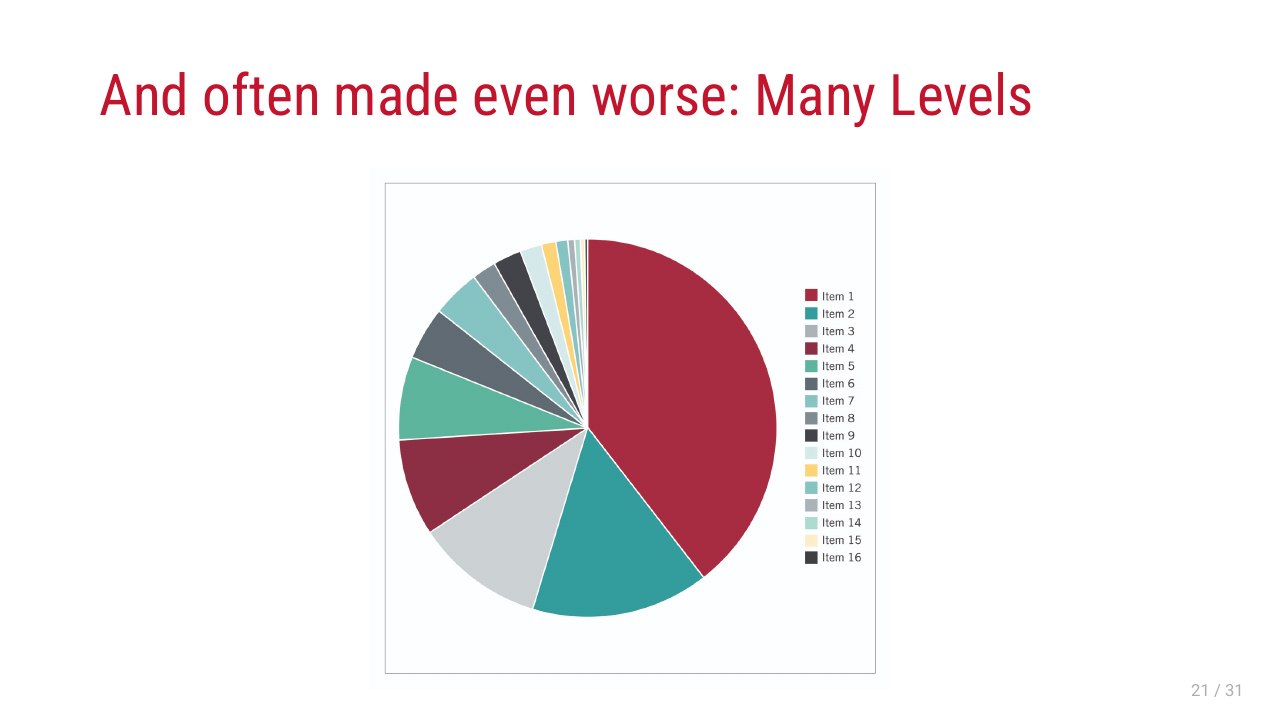 And often made even worse: Many Levels
Item 1
Item 2
Item 3
Item 4
Item 5
Item 6
Item 7
Item 8
Item 9
Item 10
Item 11
Item 12
Item 13
Item 14
Item 15
Item 16
21 / 31